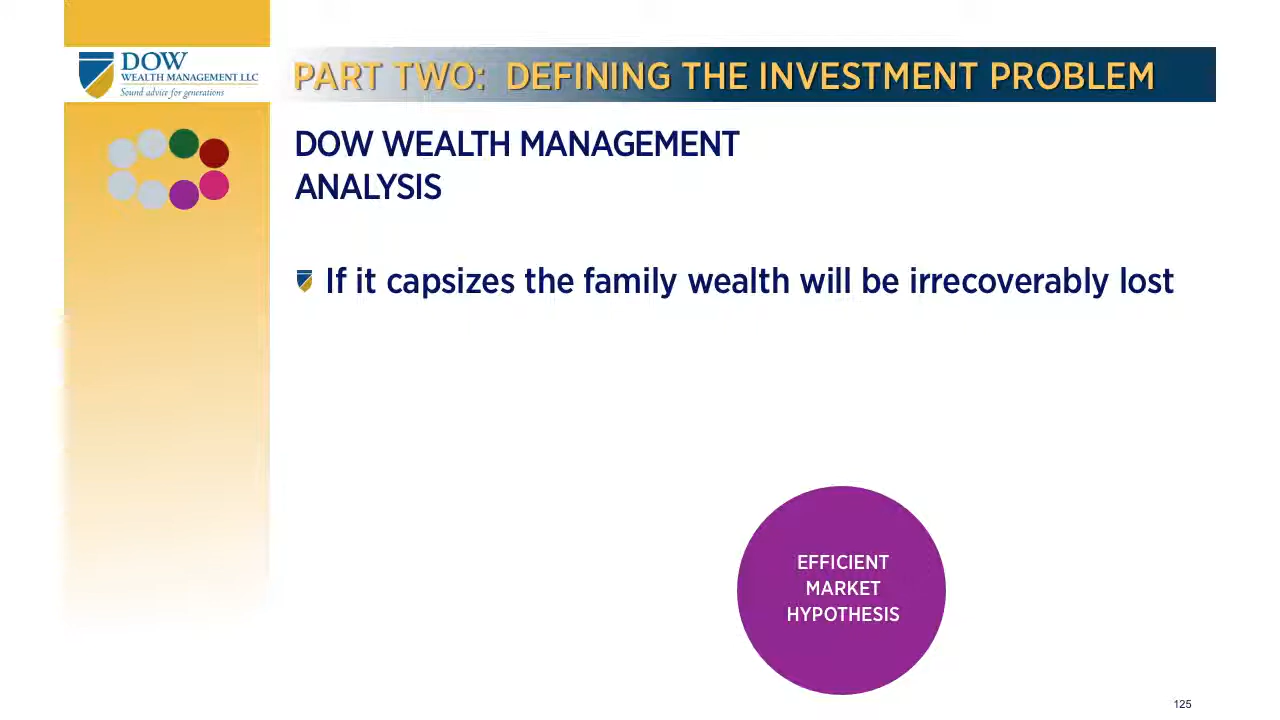 DOW
WEALTH MANAGEMENT LLC
Sound advice for generations
PART TWO: DEFINING THE INVESTMENT PROBLEM
DOW WEALTH MANAGEMENT
ANALYSIS
If it capsizes the family wealth will be irrecoverably lost
EFFICIENT
MARKET
HYPOTHESIS
125